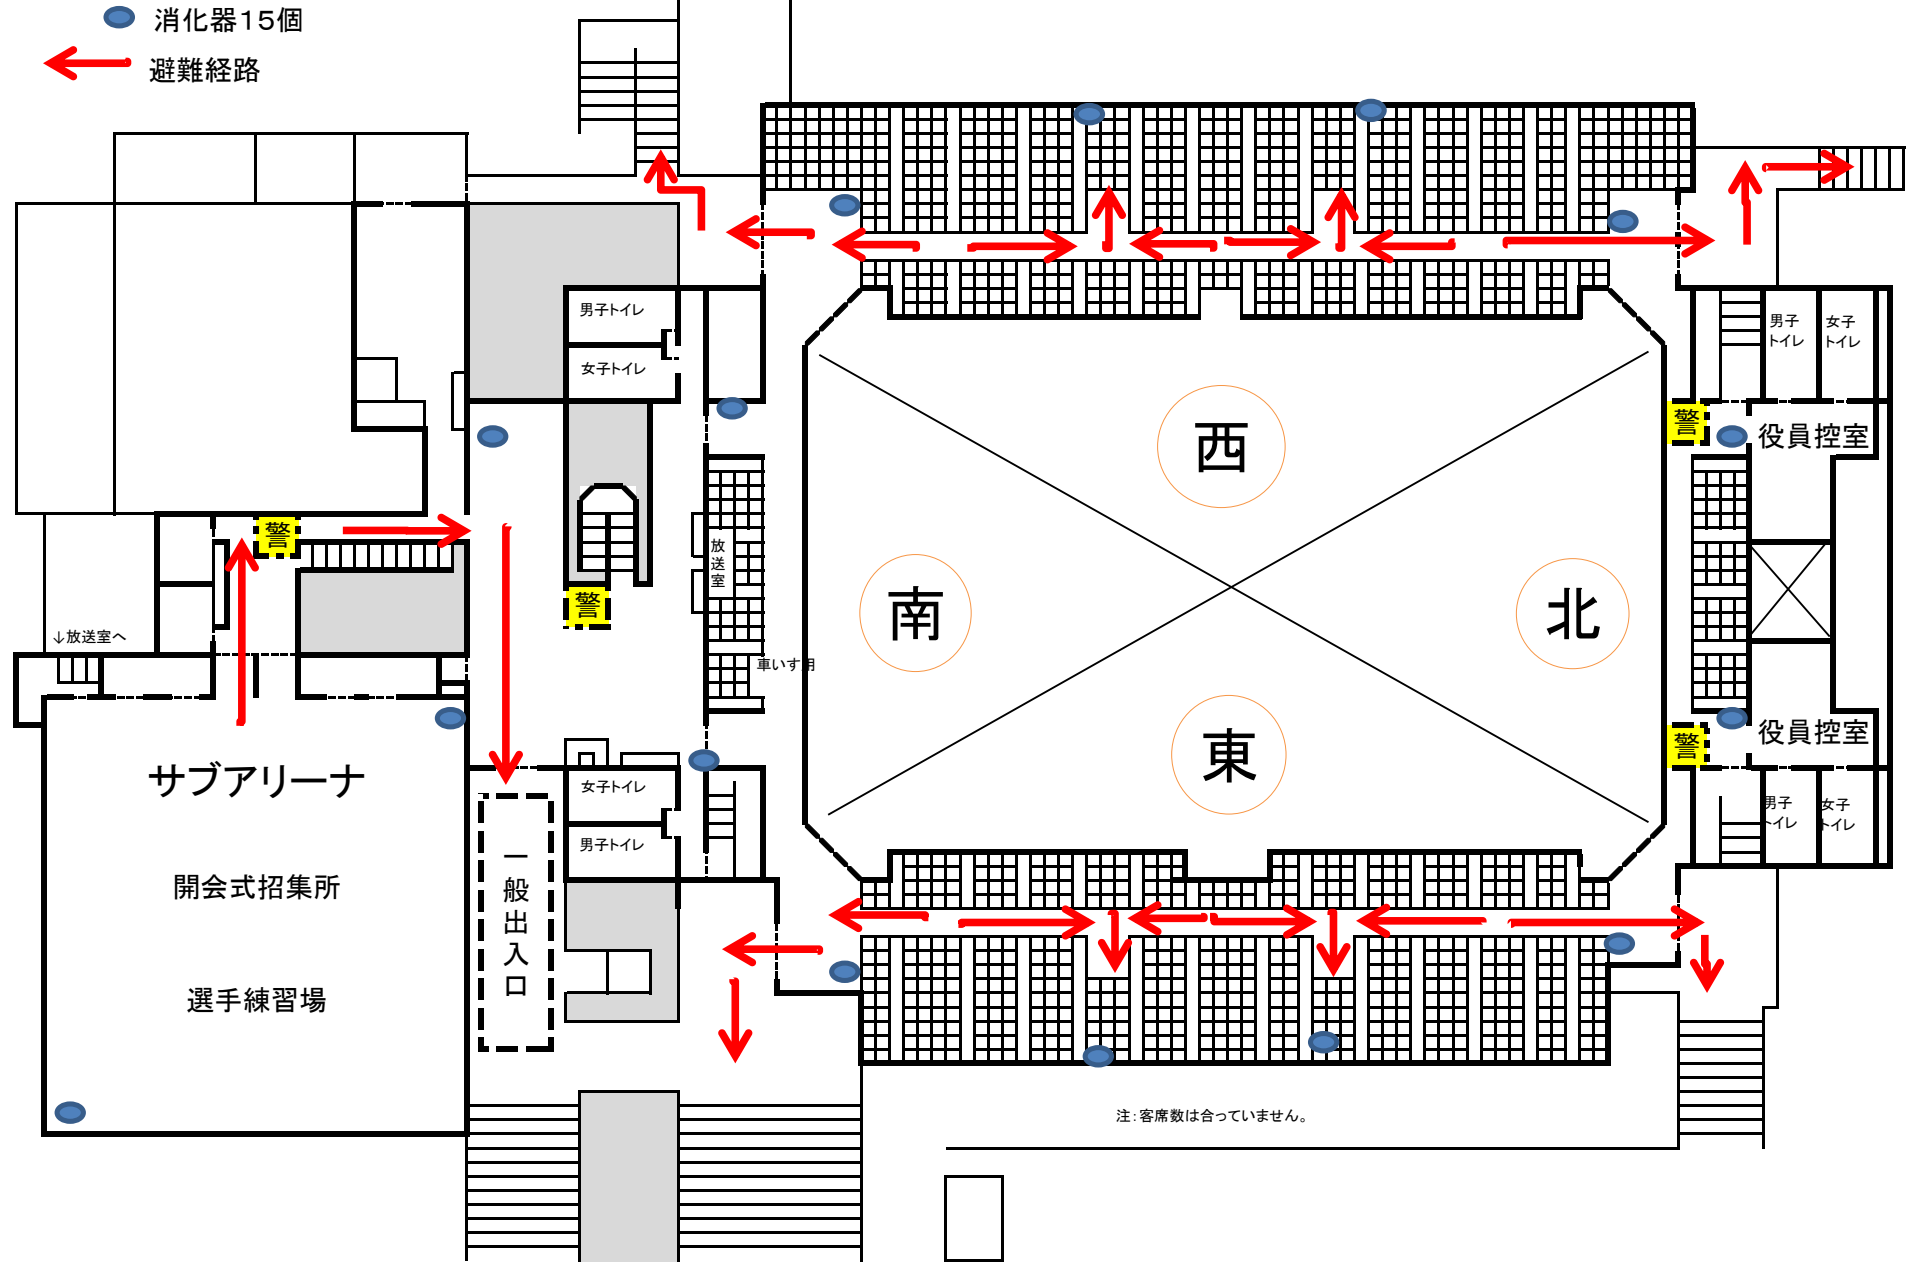 消化器15個
避難経路
男子トイレ
女子トイレ
男子
トイレ
女子
トイレ
警
役員控室
西
警
放送室
南
北
警
↓放送室へ
車いす用
東
警
役員控室
サブアリーナ
女子トイレ
男子
トイレ
女子
トイレ
男子トイレ
一般出入口
開会式招集所
選手練習場
注：客席数は合っていません。
警